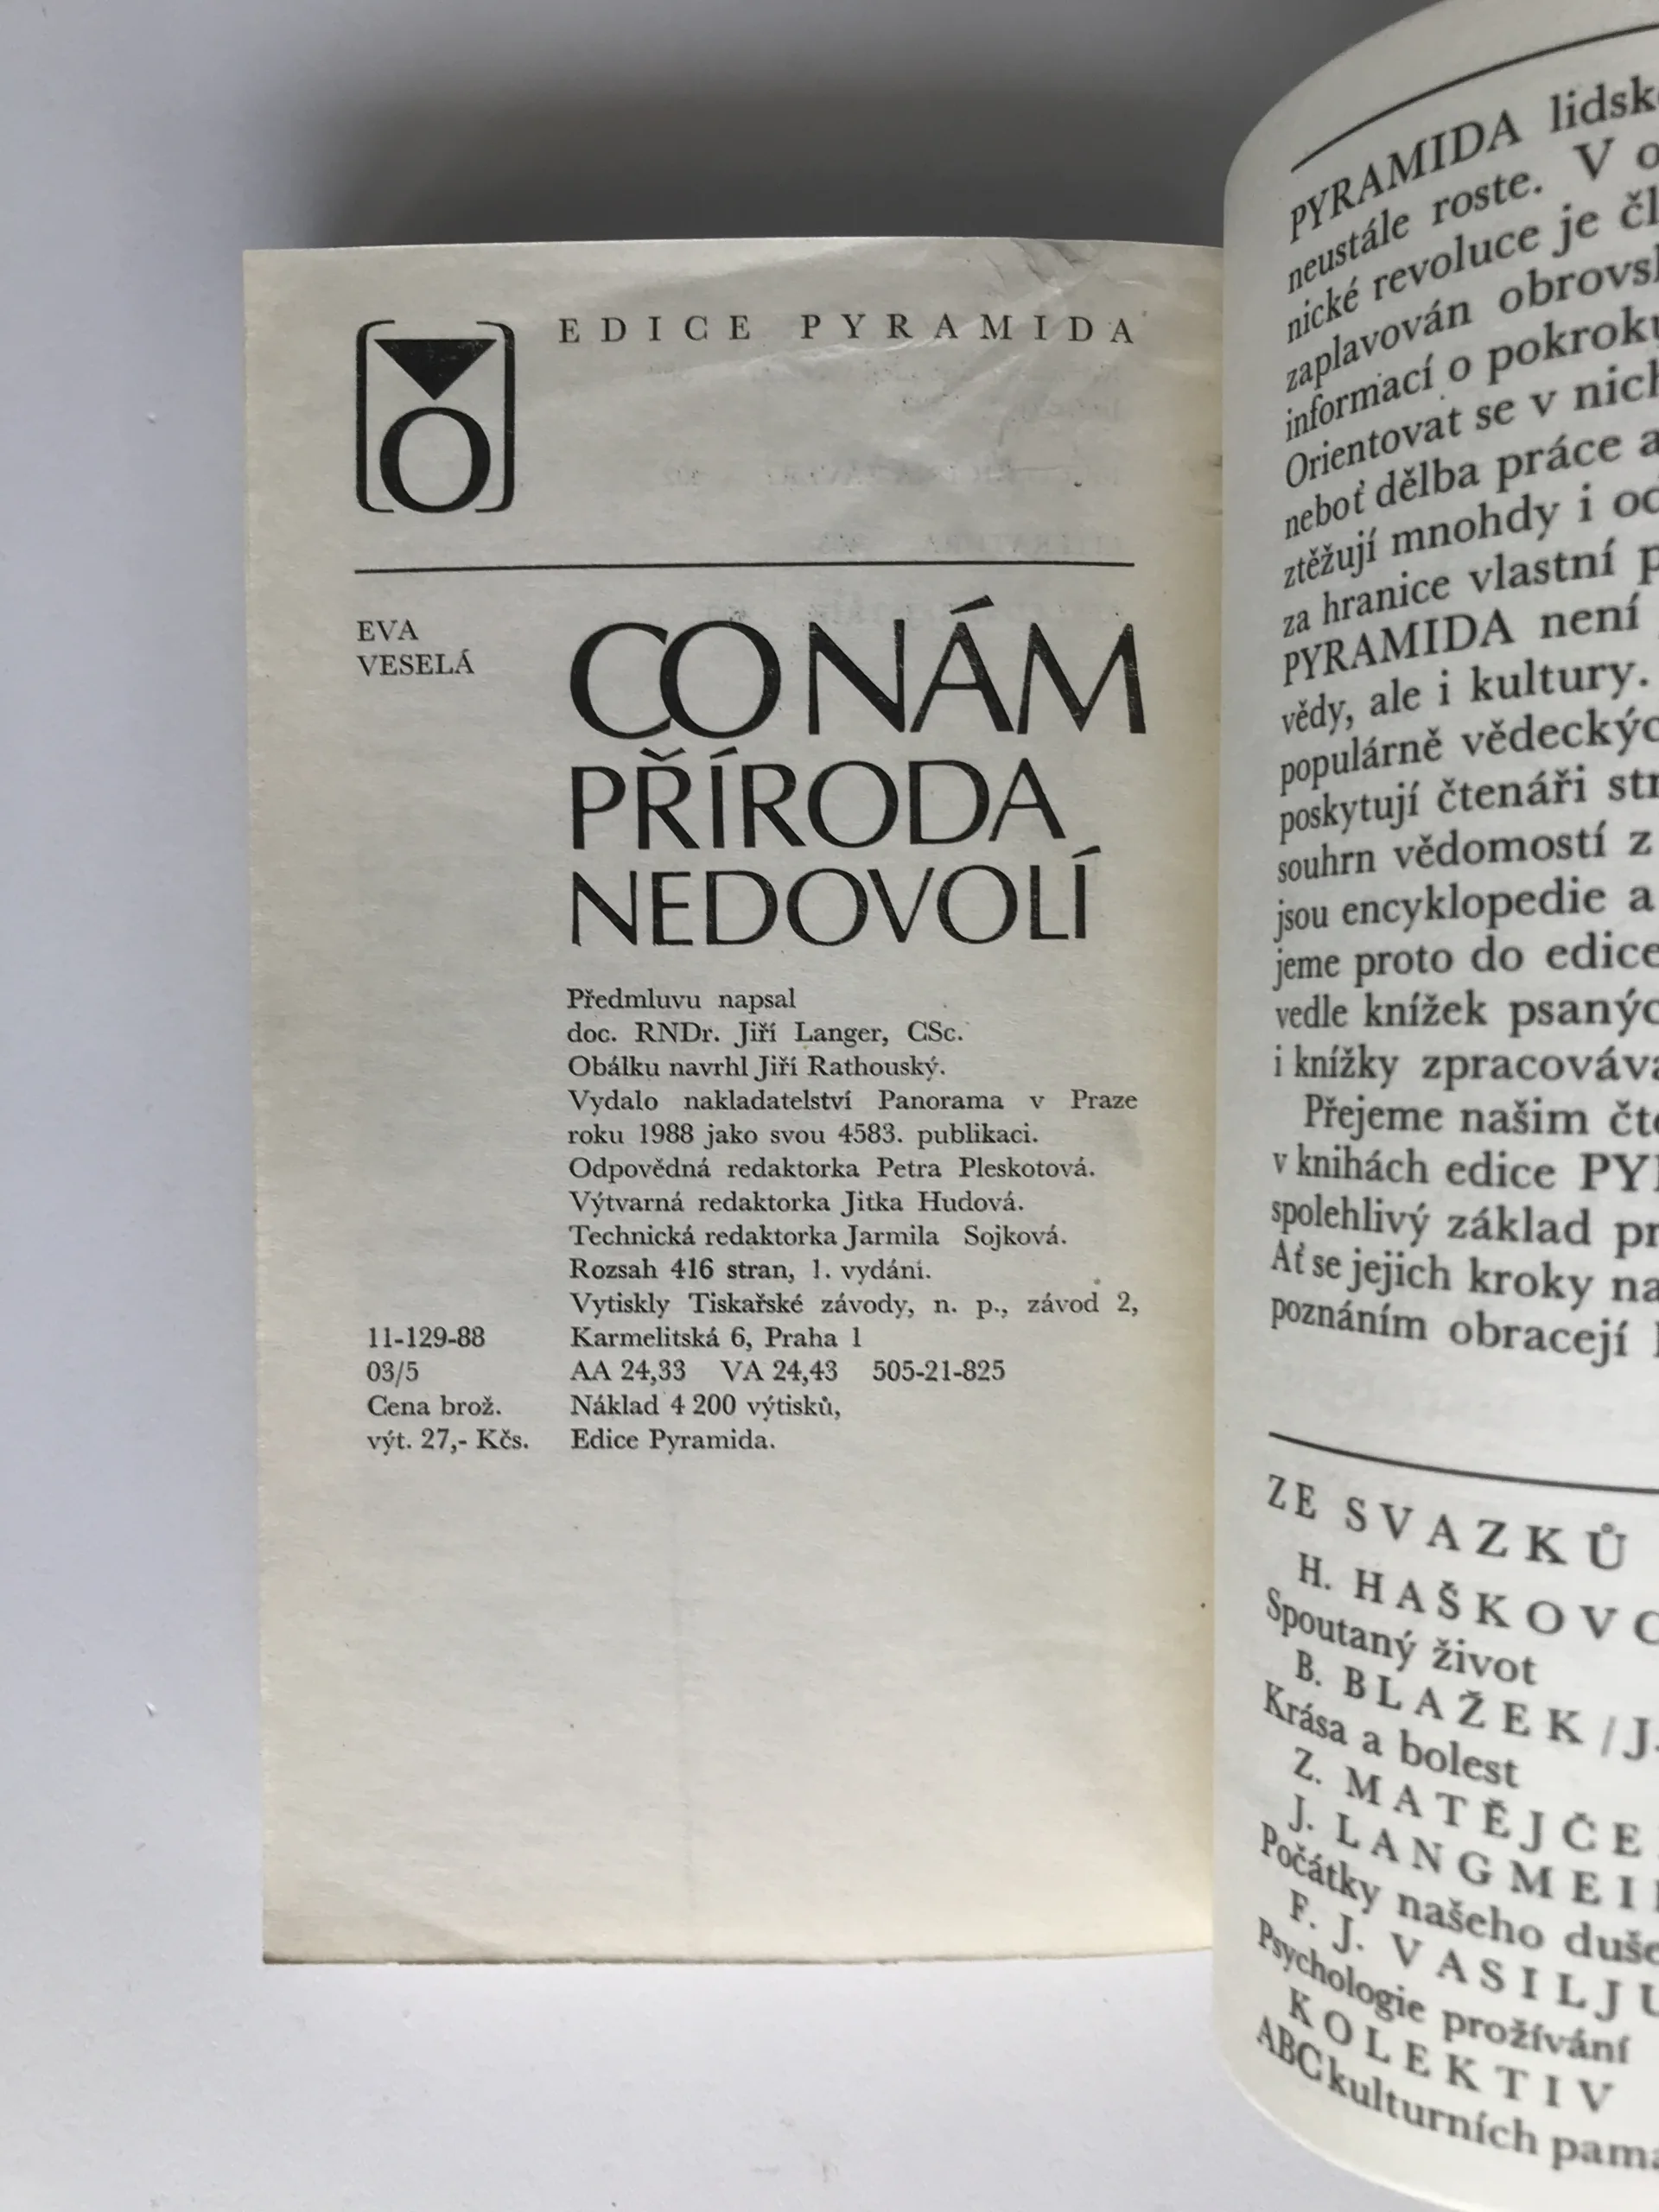 EDICE PYRAMIDA
EVA
VESELÁ
CO NÁM
PŘÍRODA
NEDOVOLÍ
Předmluvu napsal
doc. RNDr. Jiří Langer, CSc.
Obálku navrhl Jiří Rathouský.
Vydalo nakladatelství Panorama v Praze
roku 1988 jako svou 4583. publikaci.
Odpovědná redaktorka Petra Pleskotová.
Výtvarná redaktorka Jitka Hudová.
Technická redaktorka Jarmila Sojková.
Rozsah 416 stran, 1. vydání.
Vytiskly Tiskařské závody, n. p., závod 2,
Karmelitská 6, Praha 1
AA 24,33 VA 24,43 505-21-825
Náklad 4 200 výtisků,
Edice Pyramida.
11-129-88
03/5
Cena brož.
výt. 27,- Kčs.
PYRAMIDA
neustále roste. V
nické revoluce je
zaplavován
informací o
Orientovat se v
neboť dělba práce
ztěžují mnohdy i
za hranice vlastní
PYRAMIDA není
vědy, ale i kultury.
populárně
poskytují čtenáři
souhrn vědomostí z
jsou encyklopedie a
jeme proto do
vedle knížek
i knížky
Přejeme našim
v knihách edice
spolehlivý základ
Ať se jejich kroky
poznáním obracejí
ZE SVAZKŮ
H.
Spoutaný život
B. BLAŽEK /
Krása a bolest
Z.
J.
Počátky našeho
F. J.
Psychologie prožívání
KOLEKTIV
ABC kulturních